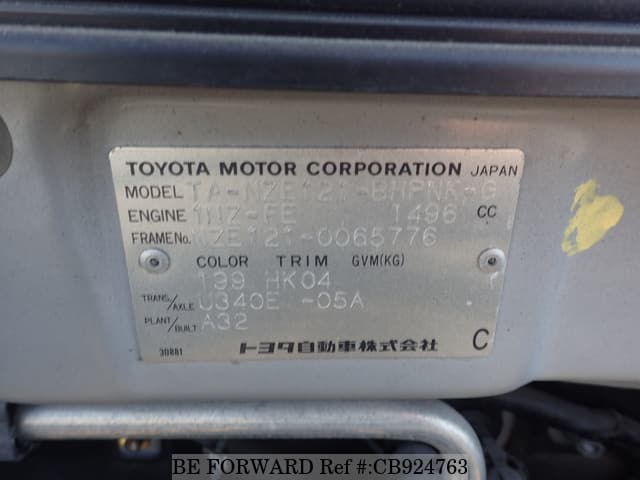 TOYOTA MOTOR CORPORATION JAPAN
MODEL TA-NZE121-BHPNK-G
ENGINE 1NZ-FE 1496 CC
FRAME No. NZE121-0065776
COLOR TRIM GVM(KG)
199 HK04
TRANS/AXLE U340E -05A
PLANT/BUILT A32
30881
トヨタ自動車株式会社
C
BE FORWARD Ref #:CB924763